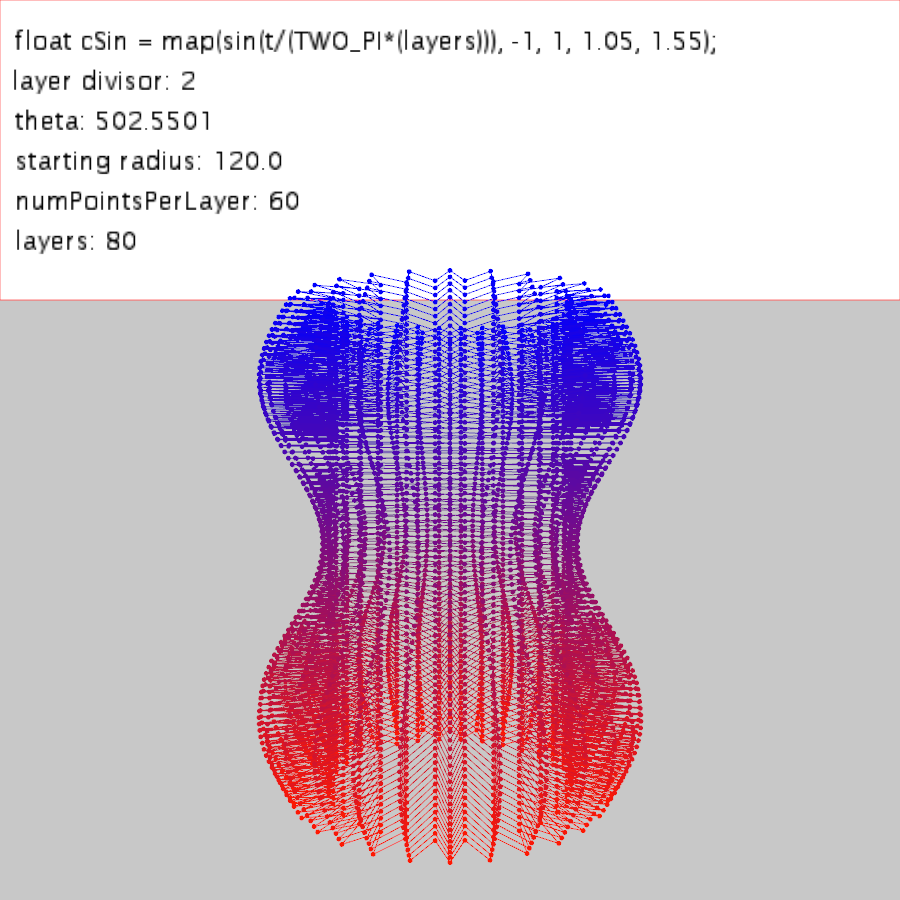 float cSin = map(sin(t/(TWO_PI*(layers))), -1, 1, 1.05, 1.55);
layer divisor: 2
theta: 502.5501
starting radius: 120.0
numPointsPerLayer: 60
layers: 80